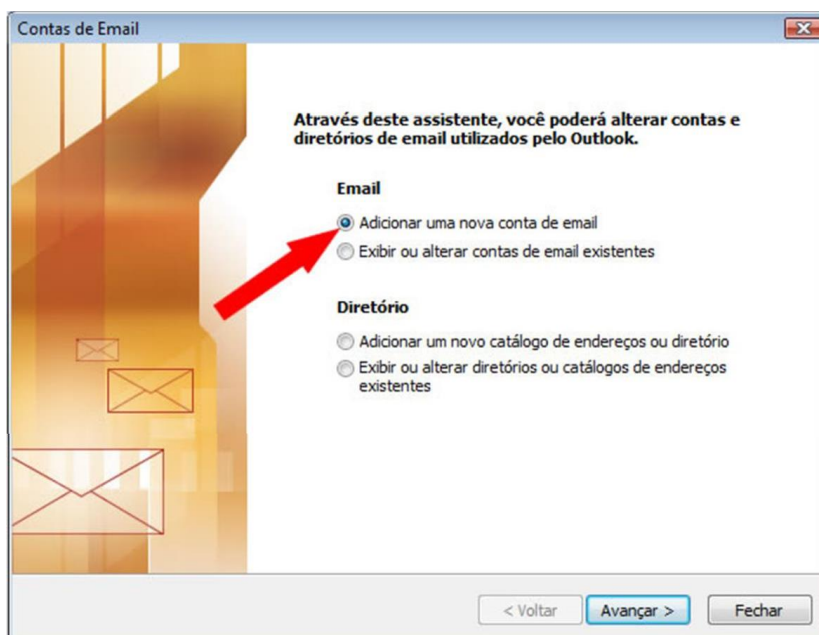 Contas de Email
Através deste assistente, você poderá alterar contas e
diretórios de email utilizados pelo Outlook.
Email
Adicionar uma nova conta de email
Exibir ou alterar contas de email existentes
Diretório
Adicionar um novo catálogo de endereços ou diretório
Exibir ou alterar diretórios ou catálogos de endereços
existentes
< Voltar
Avançar >
Fechar